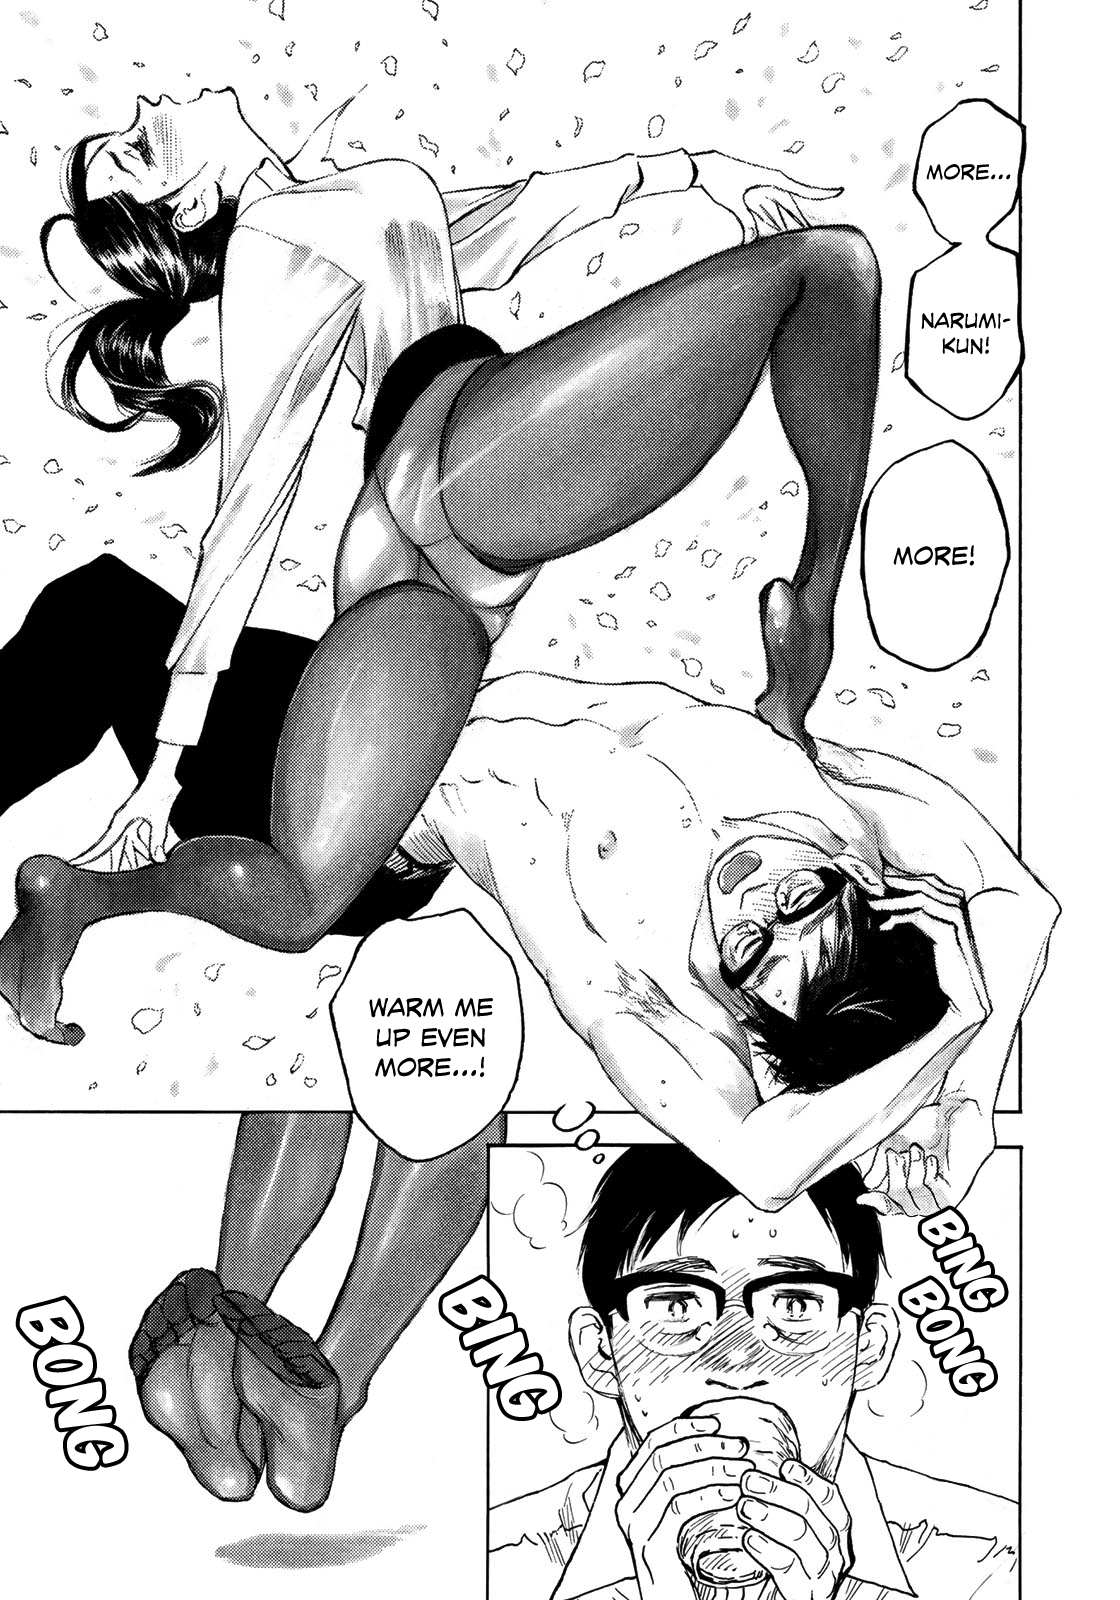 MORE...
NARUMI-
KUN!
MORE!
WARM ME
UP EVEN
MORE...!
BING
BONG
BING
BONG